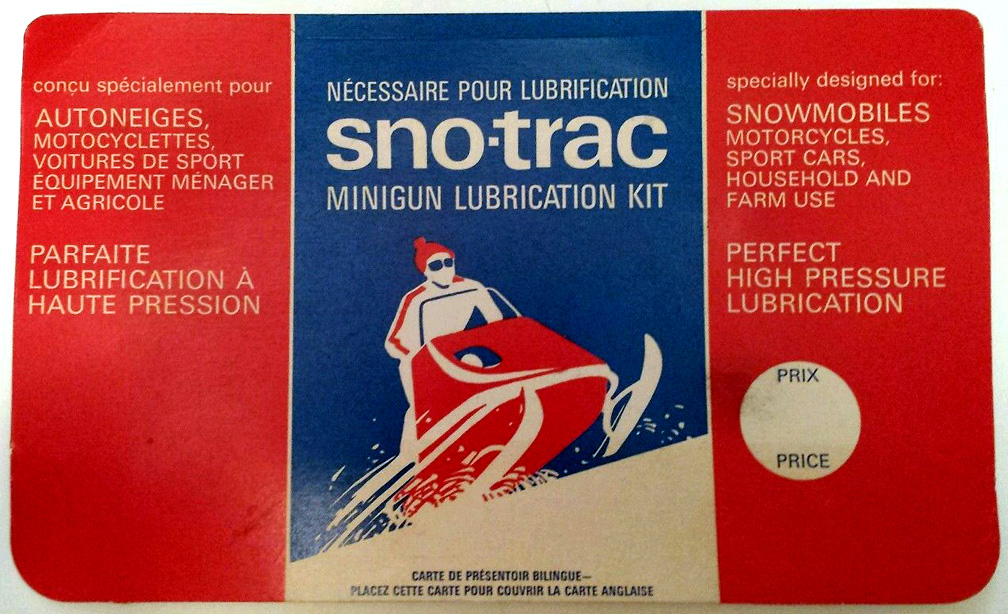 conçu spécialement pour
AUTONEIGES,
MOTOCYCLETTES,
VOITURES DE SPORT
ÉQUIPEMENT MÉNAGER
ET AGRICOLE
PARFAITE
LUBRIFICATION À
HAUTE PRESSION
NÉCESSAIRE POUR LUBRIFICATION
sno-trac
MINIGUN LUBRICATION KIT
CARTE DE PRÉSENTOIR BILINGUE—
PLACEZ CETTE CARTE POUR COUVRIR LA CARTE ANGLAISE
specially designed for:
SNOWMOBILES
MOTORCYCLES,
SPORT CARS,
HOUSEHOLD AND
FARM USE
PERFECT
HIGH PRESSURE
LUBRICATION
PRIX
PRICE